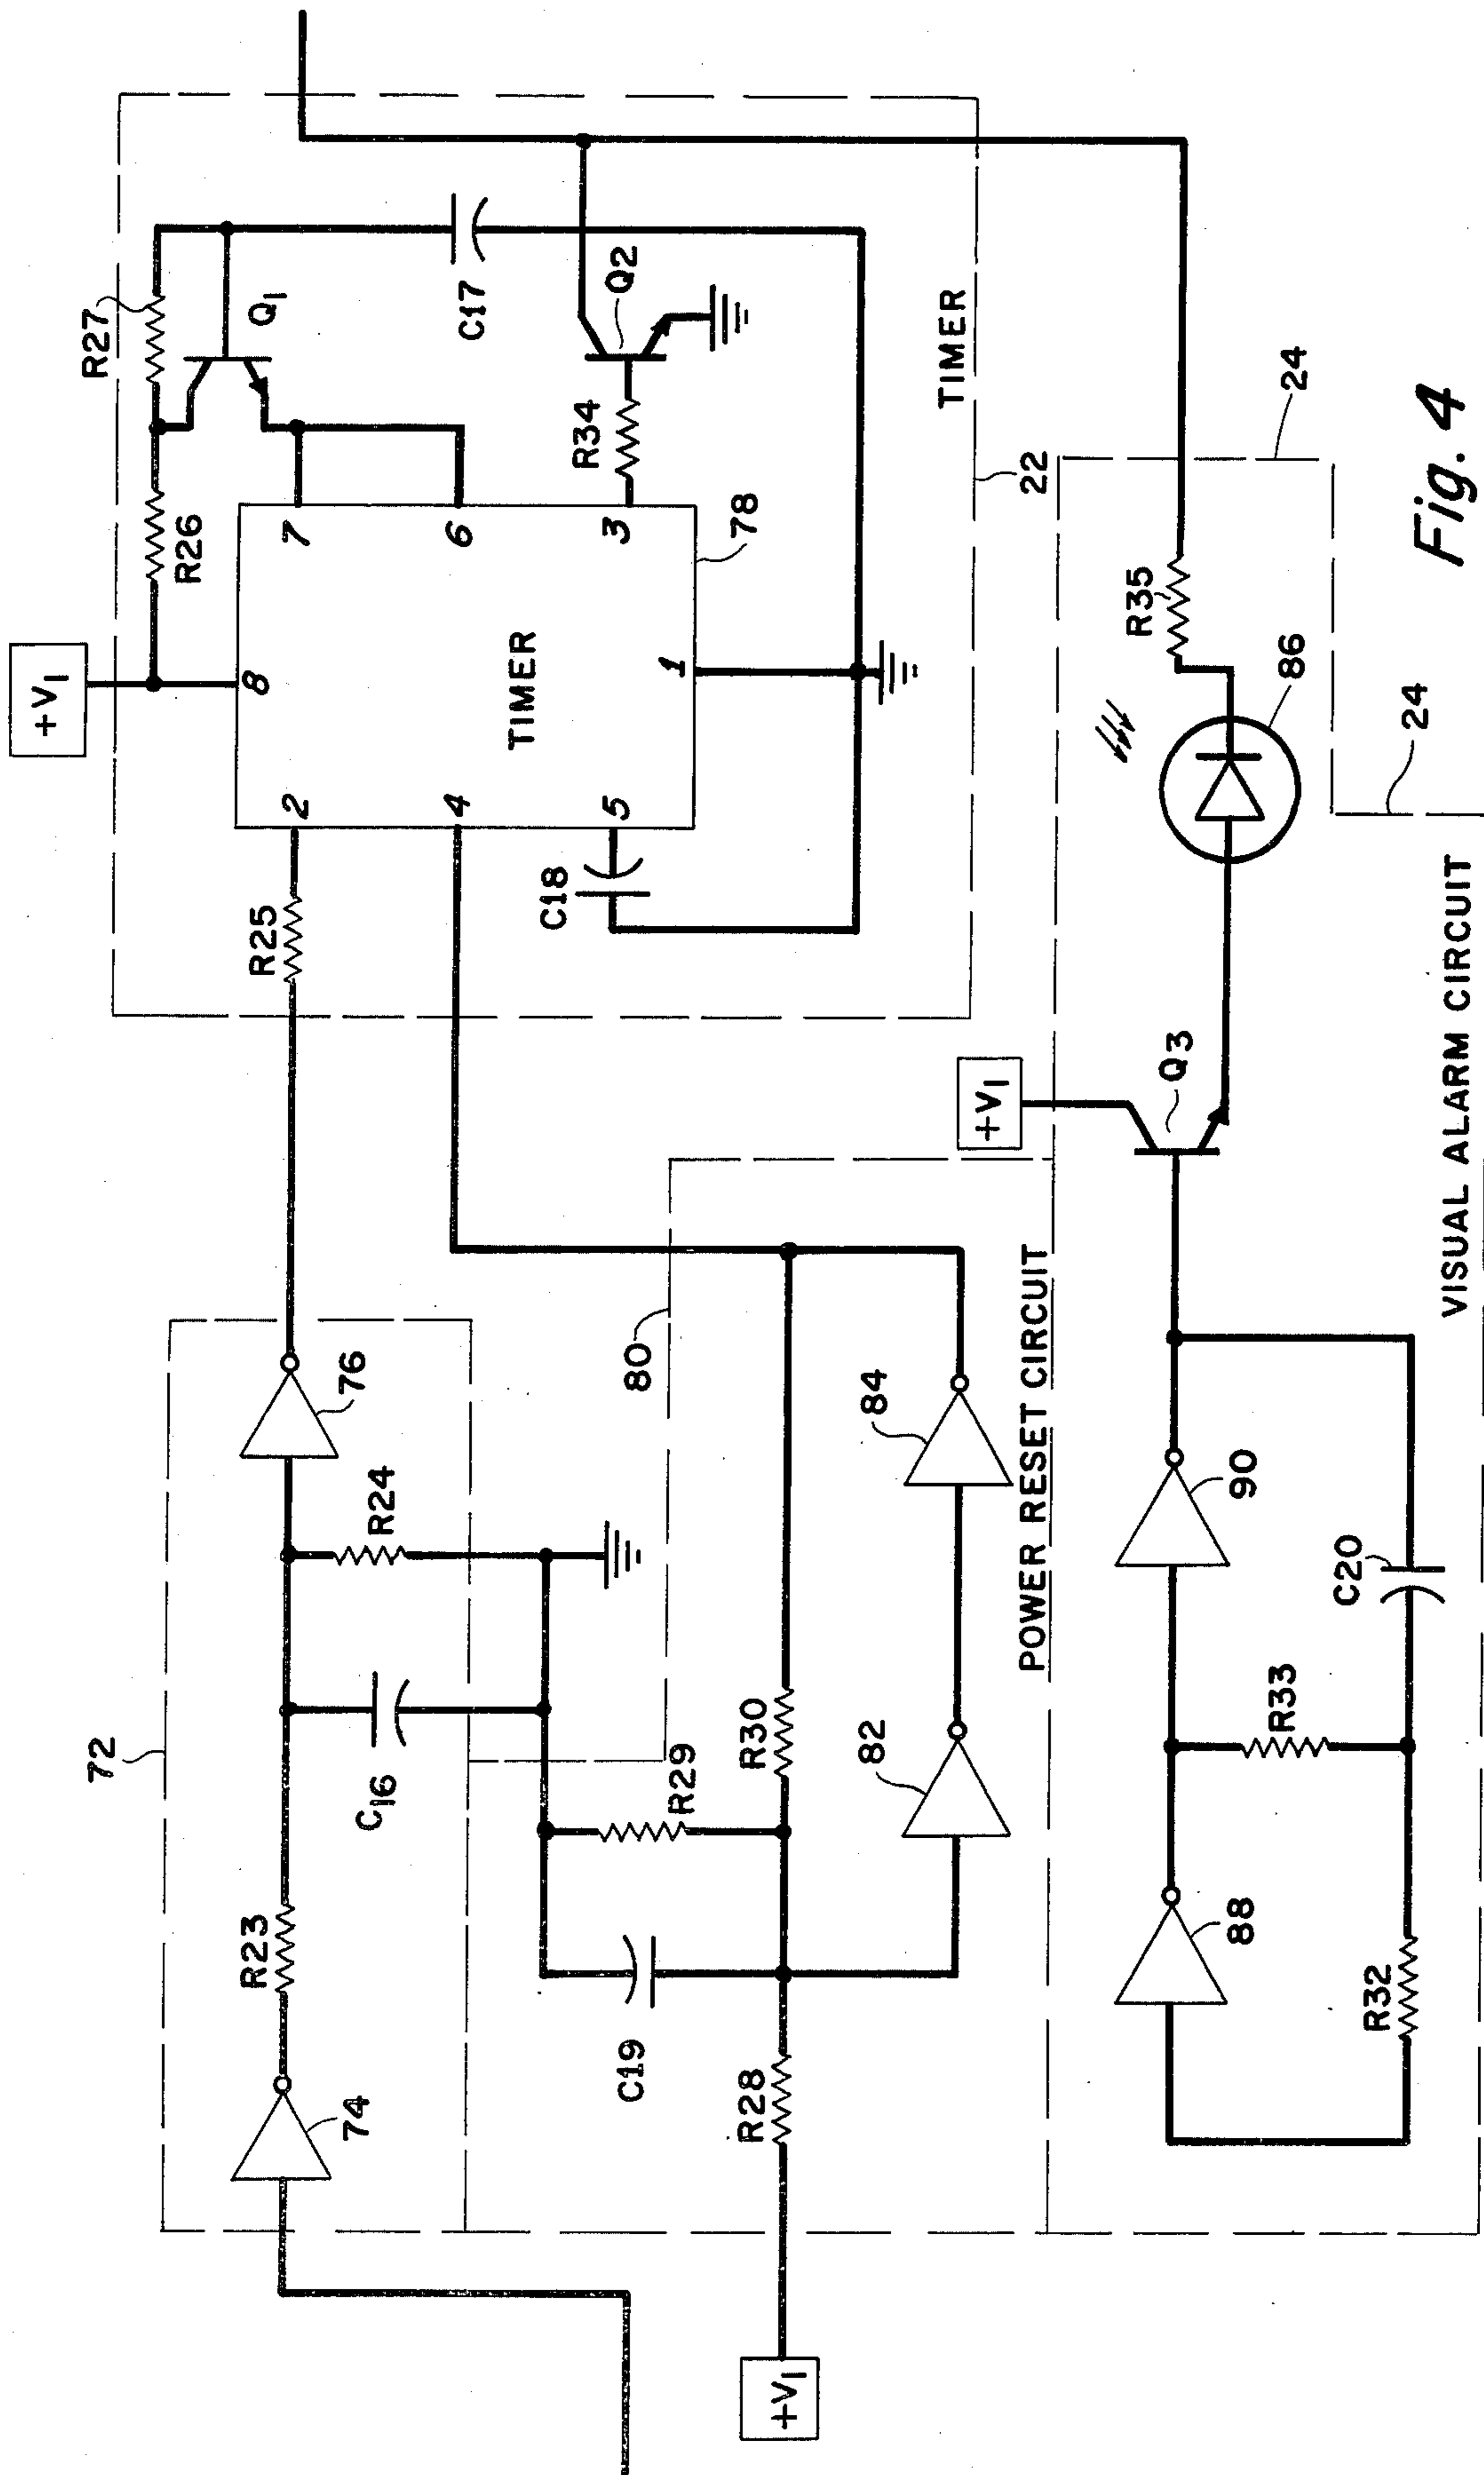 72
74
R23
C16
R24
76
R25
+V1
R26
R27
Q1
2
8
7
4
6
5
3
1
TIMER
C18
R34
Q2
C17
78
22
TIMER
+V1
R28
C19
R29
R30
82
84
80
POWER RESET CIRCUIT
88
R32
R33
C20
90
+V1
Q3
86
R35
24
24
VISUAL ALARM CIRCUIT
Fig. 4